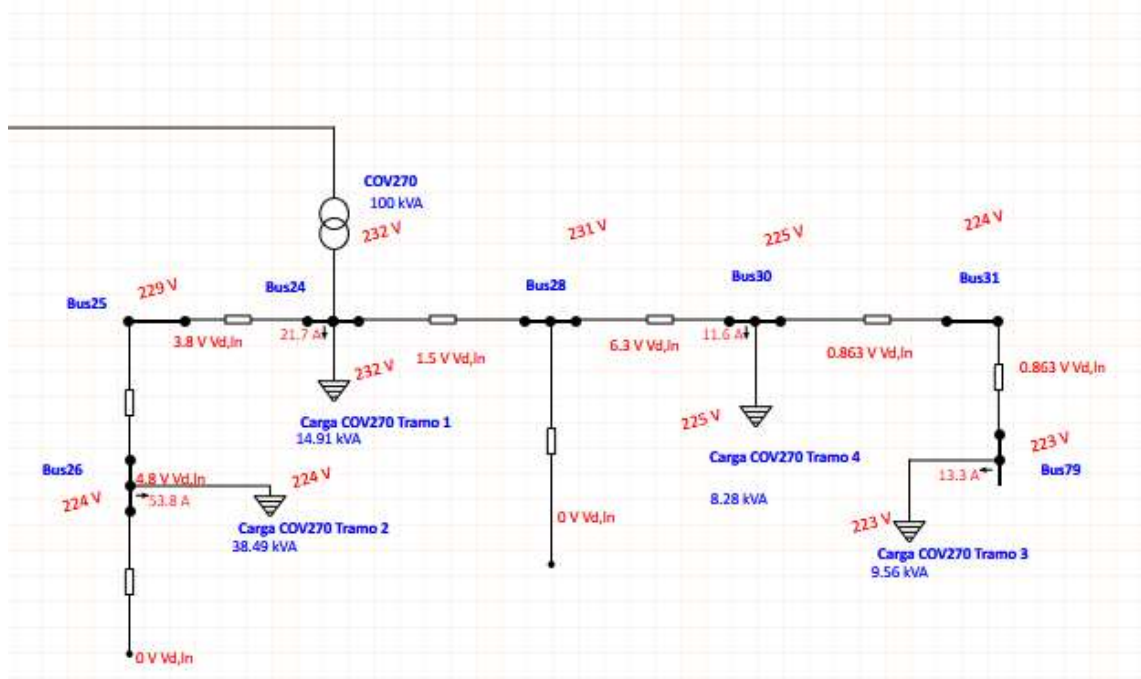 COV270
100 kVA
232 V
231 V
225 V
224 V
Bus25
229 V
Bus24
Bus28
Bus30
Bus31
3.8 V Vd,ln
21.7 A
1.5 V Vd,ln
6.3 V Vd,ln
11.6 A
0.863 V Vd,ln
0.863 V Vd,ln
232 V
Carga COV270 Tramo 1
14.91 kVA
225 V
Carga COV270 Tramo 4
8.28 kVA
223 V
Bus79
13.3 A
Bus26
224 V
4.8 V Vd,ln
53.8 A
224 V
Carga COV270 Tramo 2
38.49 kVA
0 V Vd,ln
223 V
Carga COV270 Tramo 3
9.56 kVA
0 V Vd,ln